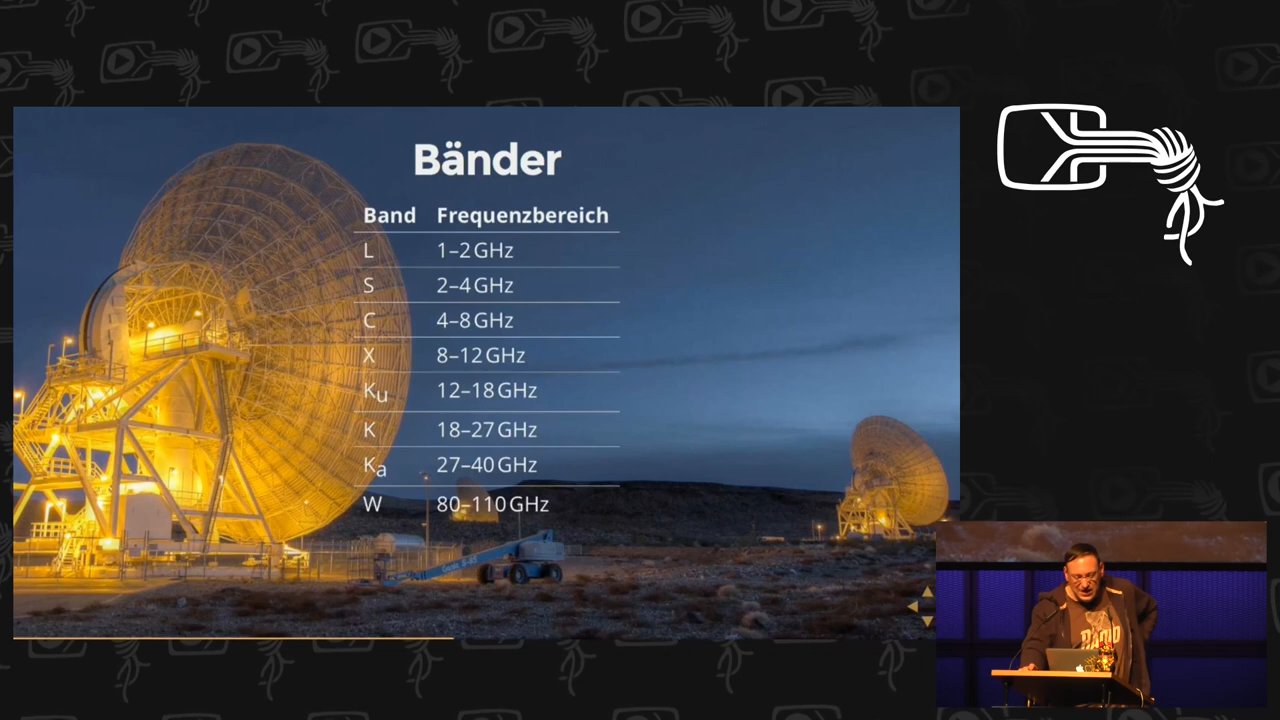 Bänder
Band Frequenzbereich
L 1–2 GHz
S 2–4 GHz
C 4–8 GHz
X 8–12 GHz
Ku 12–18 GHz
K 18–27 GHz
Ka 27–40 GHz
W 80–110 GHz